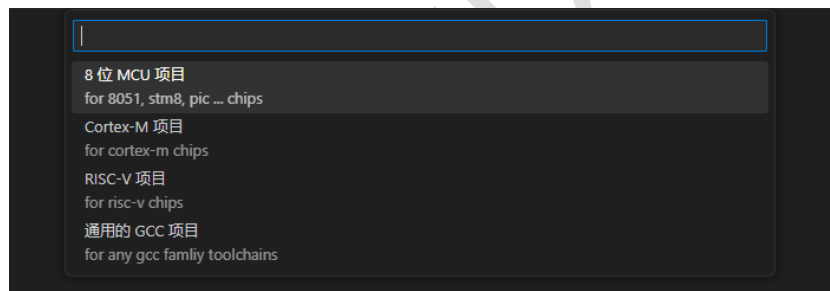 8 位 MCU 项目
for 8051, stm8, pic ... chips
Cortex-M 项目
for cortex-m chips
RISC-V 项目
for risc-v chips
通用的 GCC 项目
for any gcc famliy toolchains